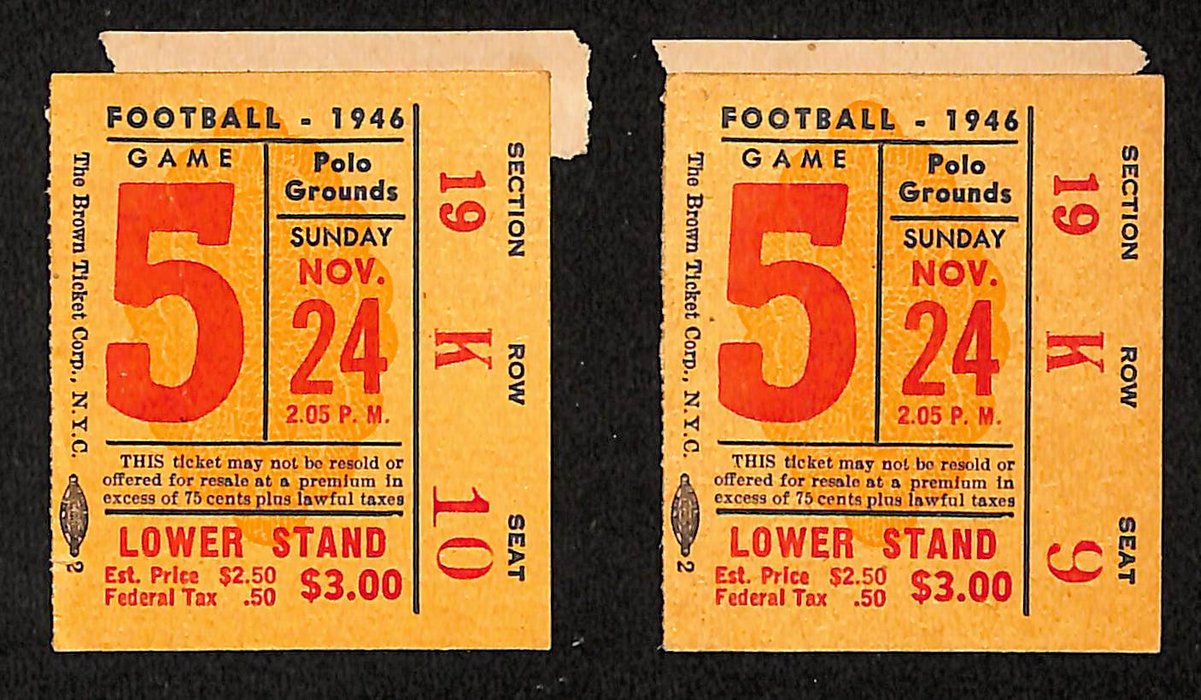 FOOTBALL - 1946
GAME
5
Polo
Grounds
SUNDAY
NOV.
24
2.05 P. M.
THIS ticket may not be resold or
offered for resale at a premium in
excess of 75 cents plus lawful taxes
LOWER STAND
Est. Price $2.50
Federal Tax .50
$3.00
The Brown Ticket Corp., N.Y.C.
2
SECTION
19
ROW
K
SEAT
10
FOOTBALL - 1946
GAME
5
Polo
Grounds
SUNDAY
NOV.
24
2.05 P. M.
THIS ticket may not be resold or
offered for resale at a premium in
excess of 75 cents plus lawful taxes
LOWER STAND
Est. Price $2.50
Federal Tax .50
$3.00
The Brown Ticket Corp., N.Y.C.
2
SECTION
19
ROW
K
SEAT
9